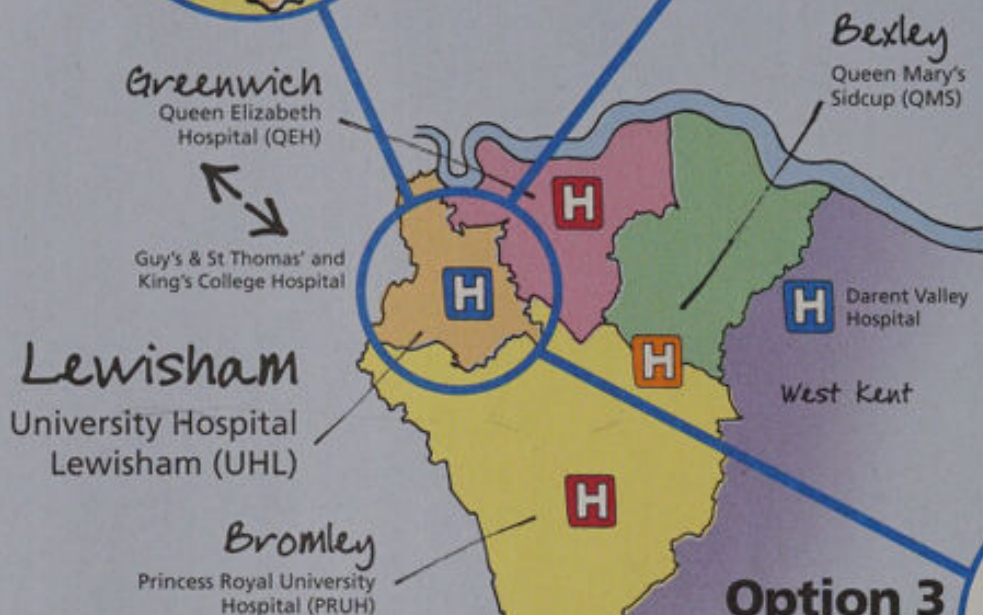 Bexley
Queen Mary's
Sidcup (QMS)
Greenwich
Queen Elizabeth
Hospital (QEH)
H
Guy's & St Thomas' and
King's College Hospital
H
H
Darent Valley
Hospital
Lewisham
University Hospital
Lewisham (UHL)
H
West Kent
H
Bromley
Princess Royal University
Hospital (PRUH)
Option 3